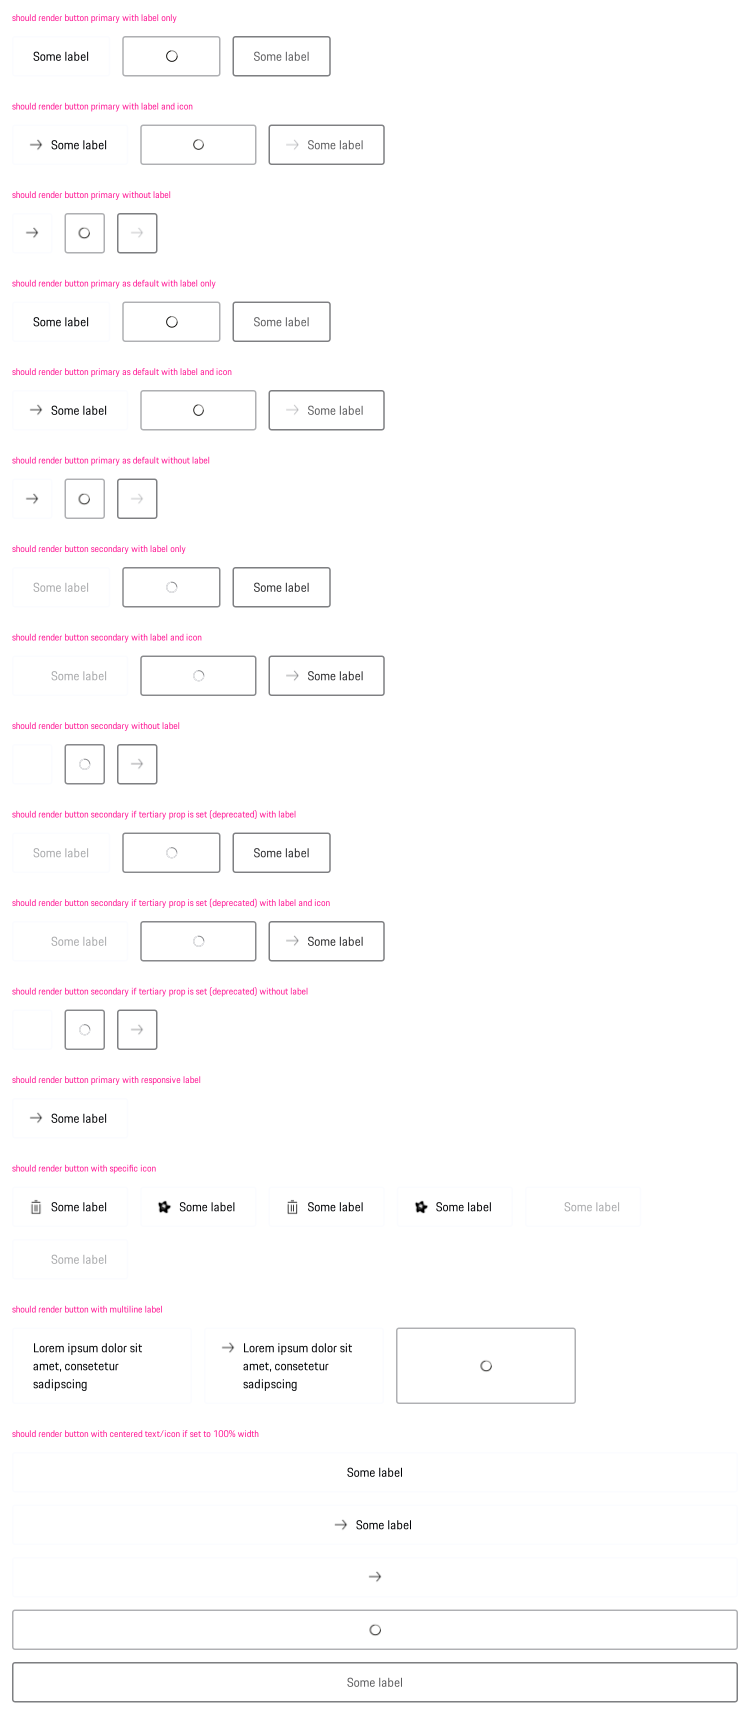 should render button primary with label only
Some label Some label
should render button primary with label and icon
Some label Some label
should render button primary without label
should render button primary as default with label only
Some label Some label
should render button primary as default with label and icon
Some label Some label
should render button primary as default without label
should render button secondary with label only
Some label Some label
should render button secondary with label and icon
Some label Some label
should render button secondary without label
should render button secondary if tertiary prop is set (deprecated) with label
Some label Some label
should render button secondary if tertiary prop is set (deprecated) with label and icon
Some label Some label
should render button secondary if tertiary prop is set (deprecated) without label
should render button primary with responsive label
Some label
should render button with specific icon
Some label Some label Some label Some label Some label
Some label
should render button with multiline label
Lorem ipsum dolor sit Lorem ipsum dolor sit
amet, consetetur amet, consetetur
sadipscing sadipscing
should render button with centered text/icon if set to 100% width
Some label
Some label
Some label